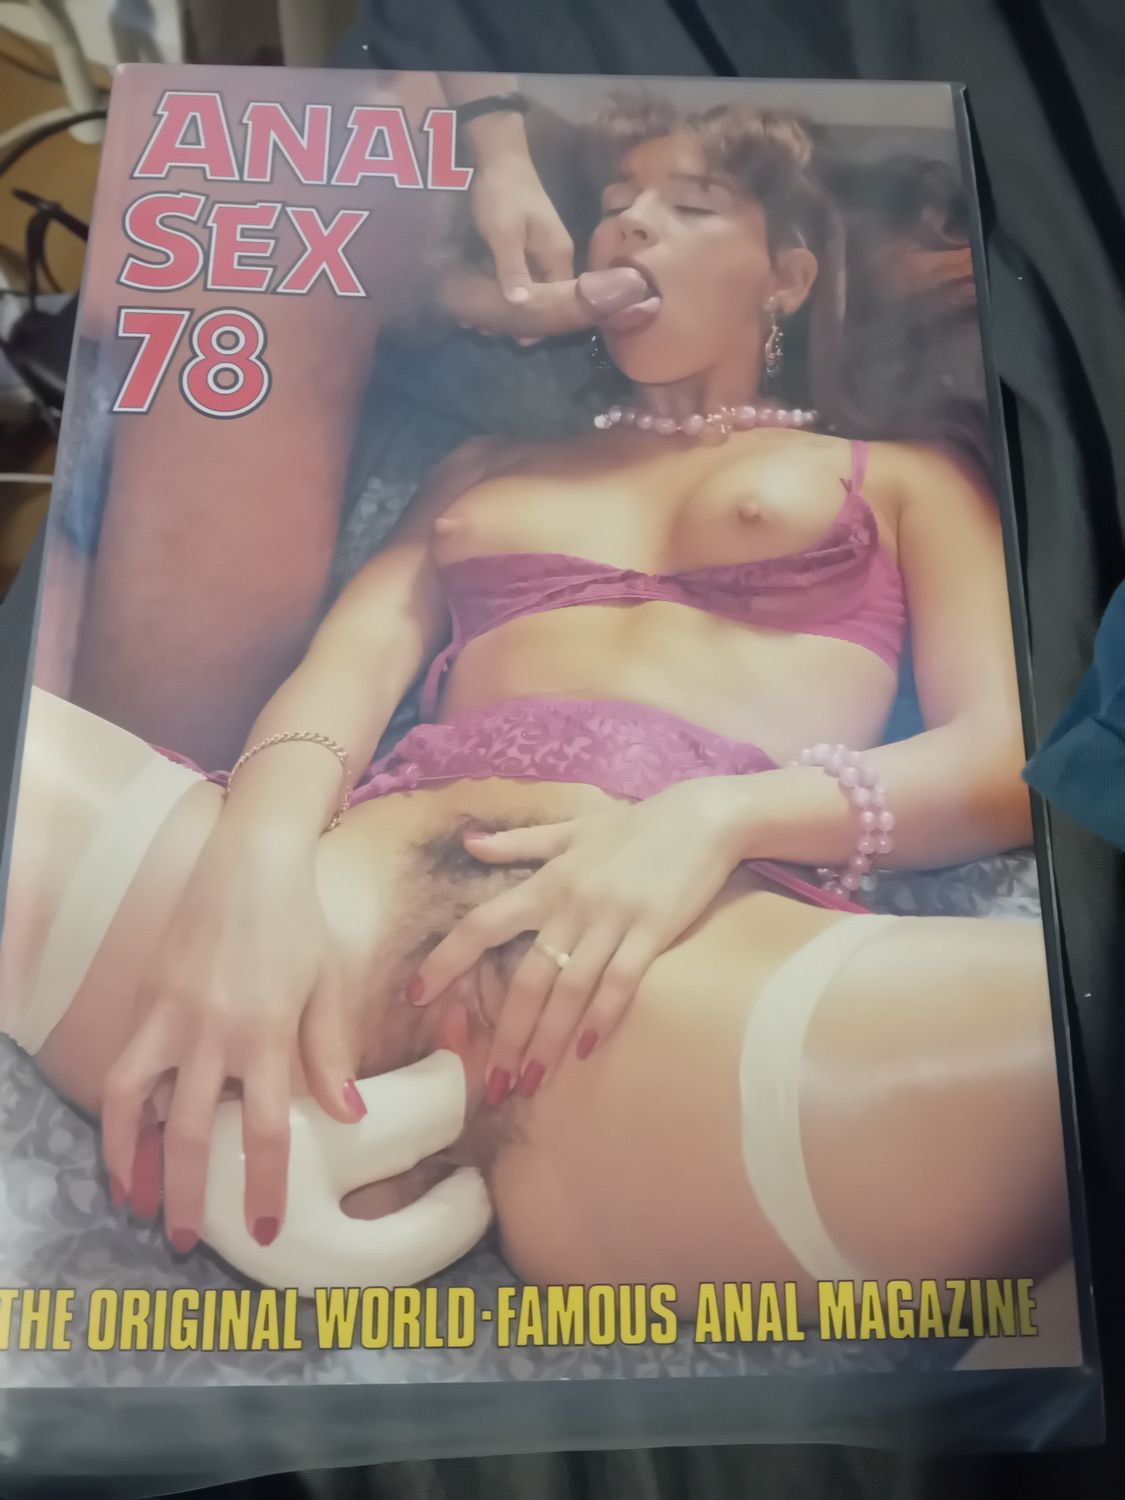 ANAL
SEX
78
THE ORIGINAL WORLD·FAMOUS ANAL MAGAZINE